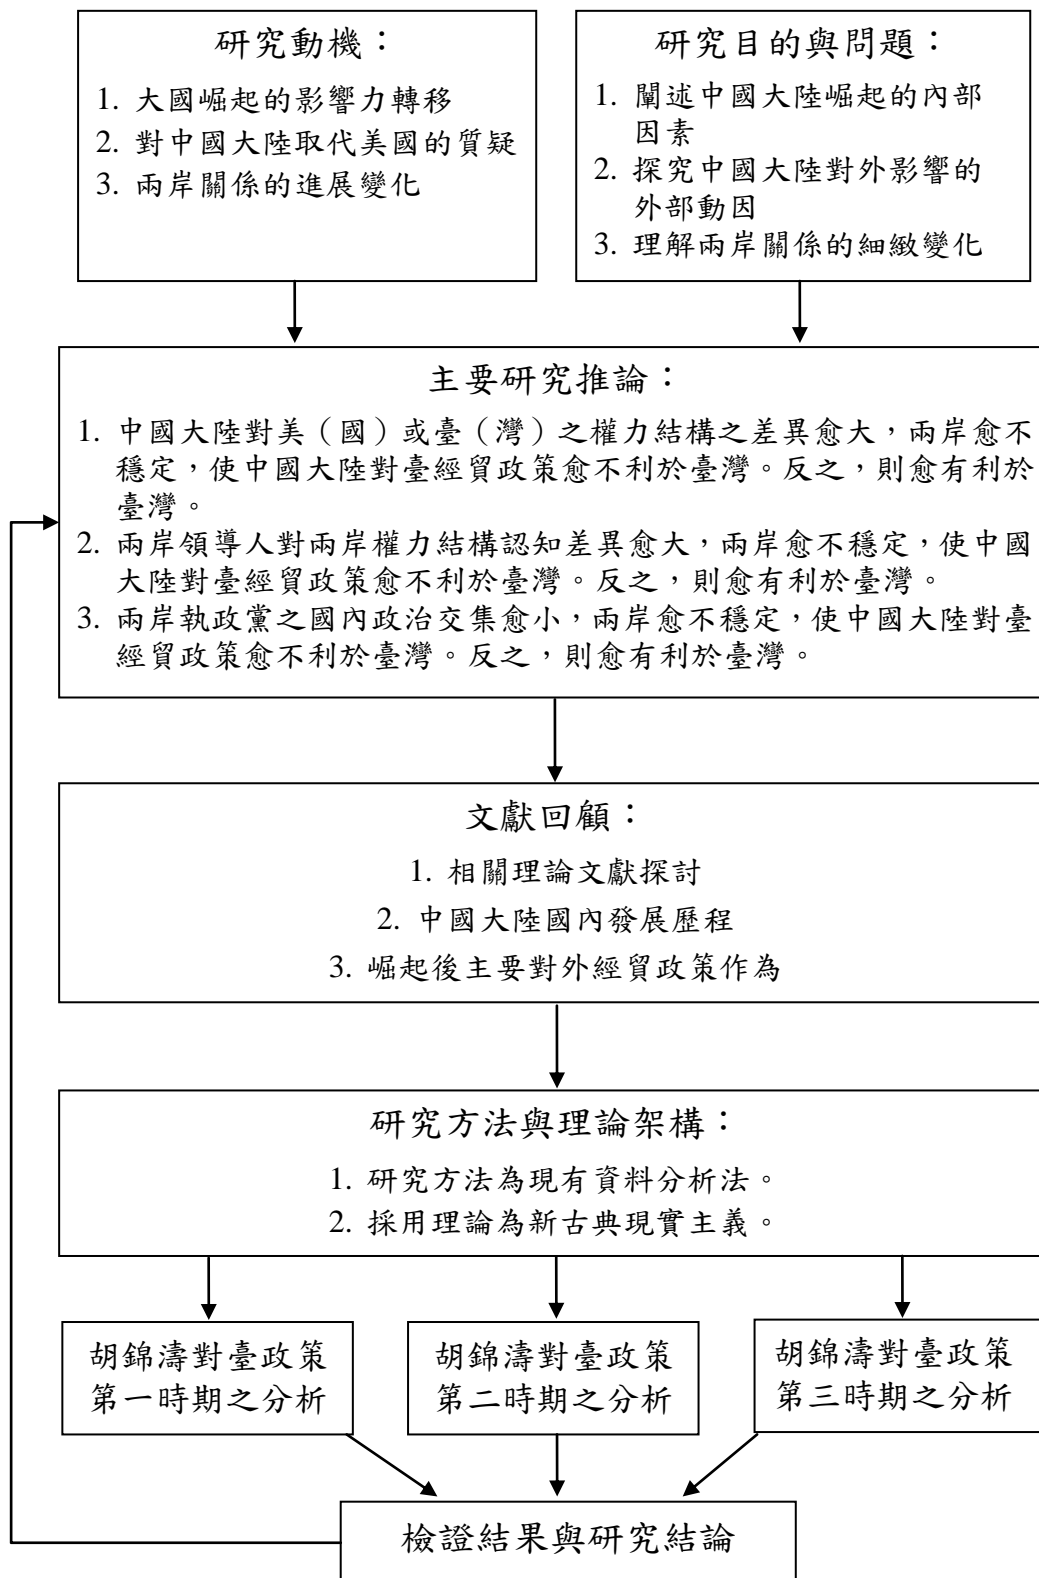 研究動機：
1. 大國崛起的影響力轉移
2. 對中國大陸取代美國的質疑
3. 兩岸關係的進展變化
研究目的與問題：
1. 闡述中國大陸崛起的內部
因素
2. 探究中國大陸對外影響的
外部動因
3. 理解兩岸關係的細緻變化
主要研究推論：
1. 中國大陸對美（國）或臺（灣）之權力結構之差異愈大，兩岸愈不
穩定，使中國大陸對臺經貿政策愈不利於臺灣。反之，則愈有利於
臺灣。
2. 兩岸領導人對兩岸權力結構認知差異愈大，兩岸愈不穩定，使中國
大陸對臺經貿政策愈不利於臺灣。反之，則愈有利於臺灣。
3. 兩岸執政黨之國內政治交集愈小，兩岸愈不穩定，使中國大陸對臺
經貿政策愈不利於臺灣。反之，則愈有利於臺灣。
文獻回顧：
1. 相關理論文獻探討
2. 中國大陸國內發展歷程
3. 崛起後主要對外經貿政策作為
研究方法與理論架構：
1. 研究方法為現有資料分析法。
2. 採用理論為新古典現實主義。
胡錦濤對臺政策
第一時期之分析
胡錦濤對臺政策
第二時期之分析
胡錦濤對臺政策
第三時期之分析
檢證結果與研究結論